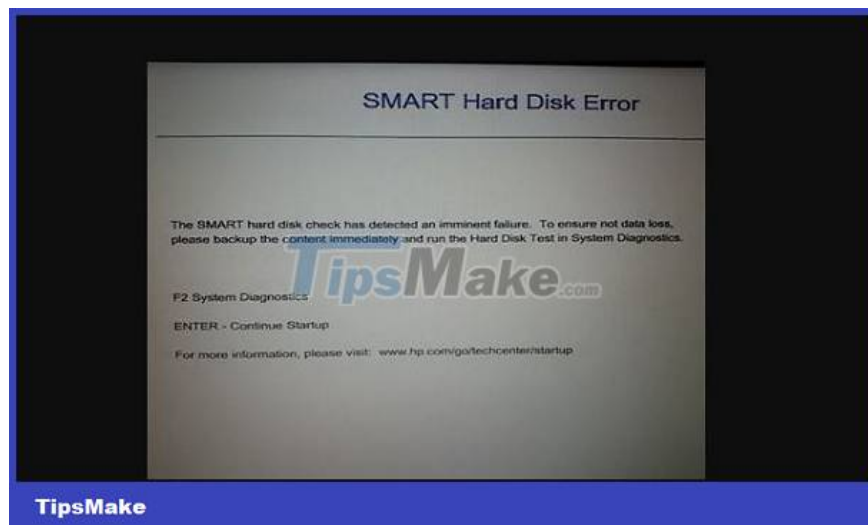 SMART Hard Disk Error
The SMART hard disk check has detected an imminent failure. To ensure not data loss,
please backup the content immediately and run the Hard Disk Test in System Diagnostics.
TipsMake.com
F2 System Diagnostics
ENTER - Continue Startup
For more information, please visit: www.hp.com/go/techcenter/startup
TipsMake